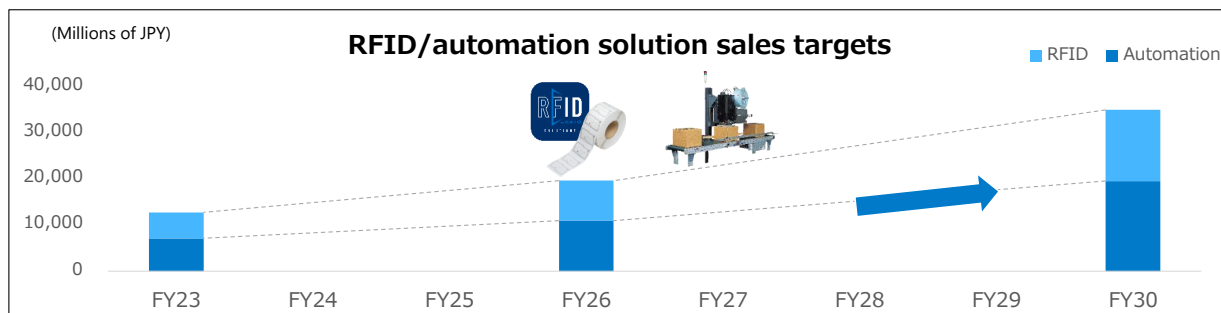 (Millions of JPY)
RFID/automation solution sales targets
RFID Automation
40,000
30,000
20,000
10,000
0
RFID
FY23 FY24 FY25 FY26 FY27 FY28 FY29 FY30